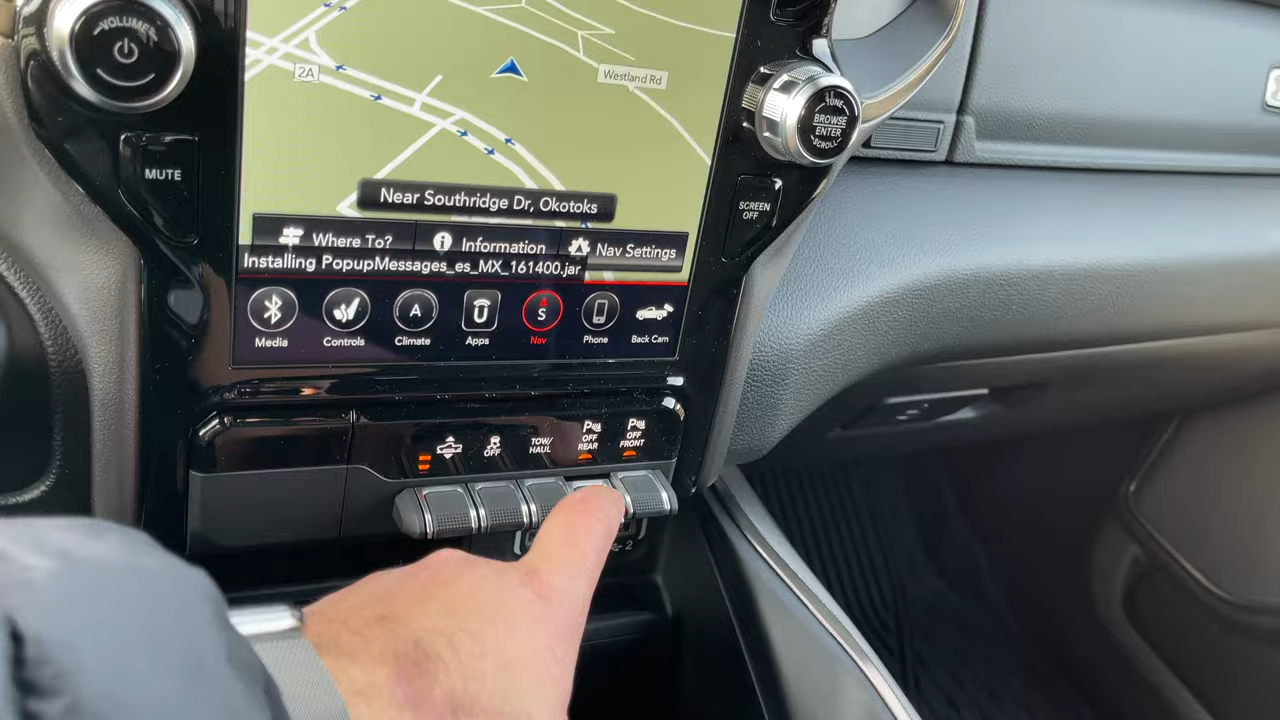 VOLUME
MUTE
2A
Westland Rd
TUNE
BROWSE
ENTER
SCROLL
SCREEN
OFF
Near Southridge Dr, Okotoks
Where To?
Information
Nav Settings
Installing PopupMessages_es_MX_161400.jar
A
S
Media
Controls
Climate
Apps
Nav
Phone
Back Cam
OFF
TOW/
HAUL
P
OFF
REAR
P
OFF
FRONT
2